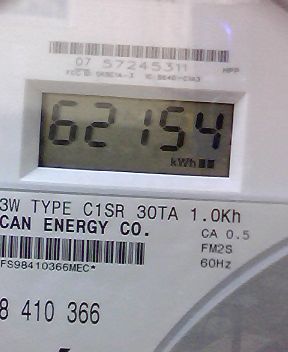 07 57245311
62154
kWh
3W TYPE C1SR 30TA 1.0Kh
CAN ENERGY CO. CA 0.5
FM2S
FS98410366MEC* 60Hz
8 410 366